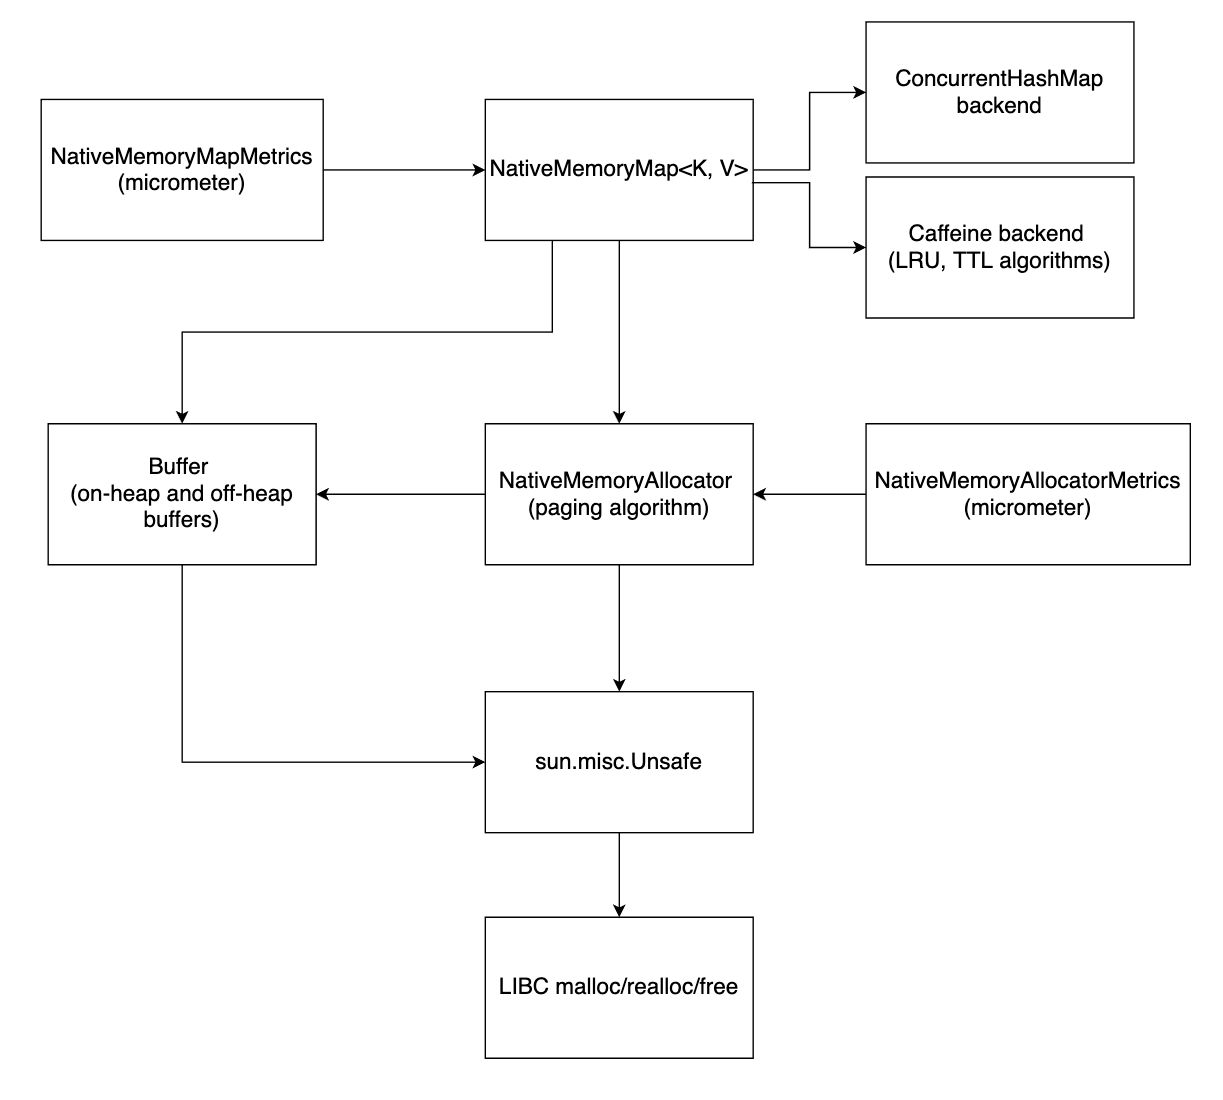 ConcurrentHashMap
backend
NativeMemoryMapMetrics
(micrometer)
NativeMemoryMap<K, V>
Caffeine backend
(LRU, TTL algorithms)
Buffer
(on-heap and off-heap
buffers)
NativeMemoryAllocator
(paging algorithm)
NativeMemoryAllocatorMetrics
(micrometer)
sun.misc.Unsafe
LIBC malloc/realloc/free